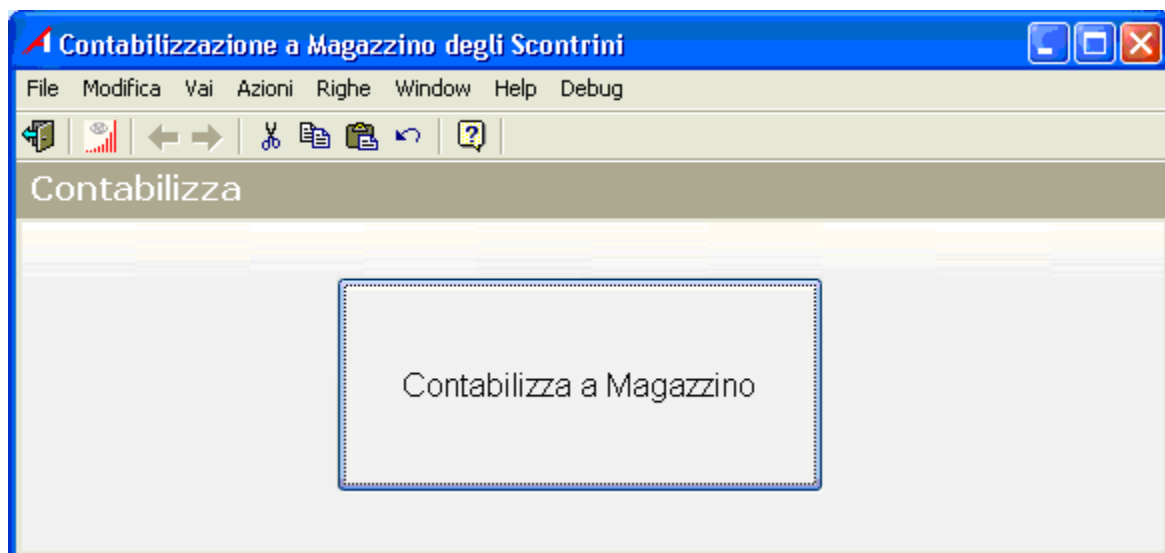 Contabilizzazione a Magazzino degli Scontrini
File Modifica Vai Azioni Righe Window Help Debug
Contabilizza
Contabilizza a Magazzino